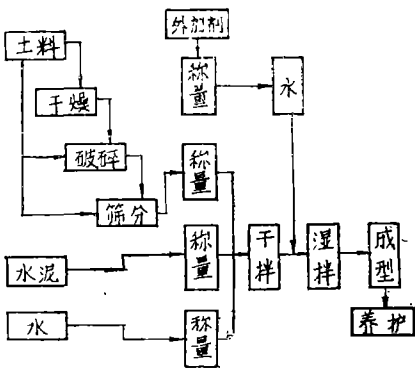 外加剂
土料
称量
水
干燥
破碎
称量
筛分
水泥
称量
干拌
湿拌
成型
水
称量
养护